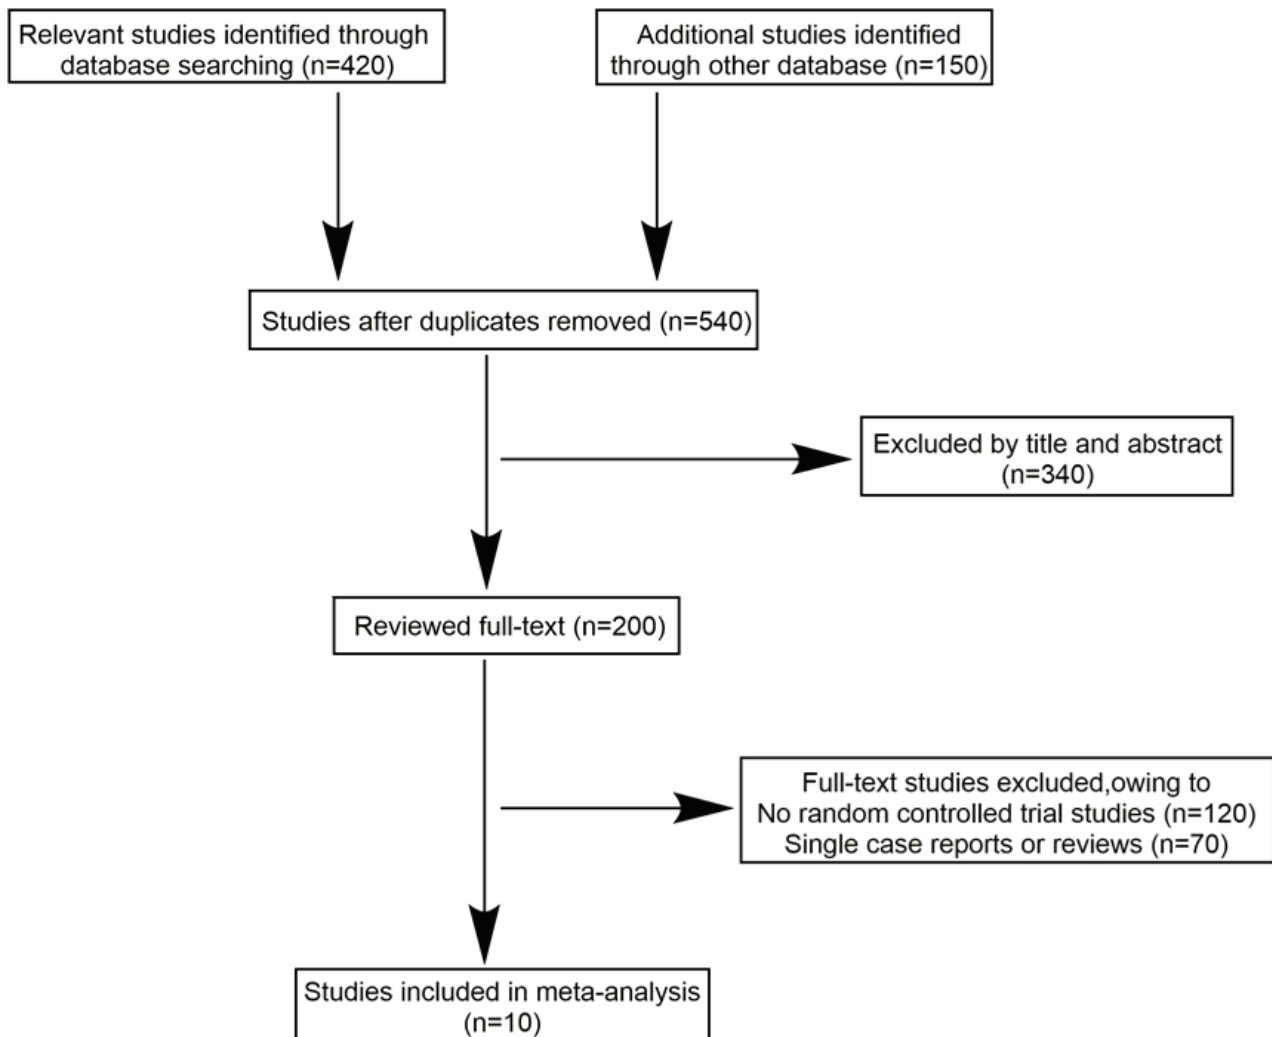 Relevant studies identified through
database searching (n=420)
Additional studies identified
through other database (n=150)
Studies after duplicates removed (n=540)
Excluded by title and abstract
(n=340)
Reviewed full-text (n=200)
Full-text studies excluded,owing to
No random controlled trial studies (n=120)
Single case reports or reviews (n=70)
Studies included in meta-analysis
(n=10)